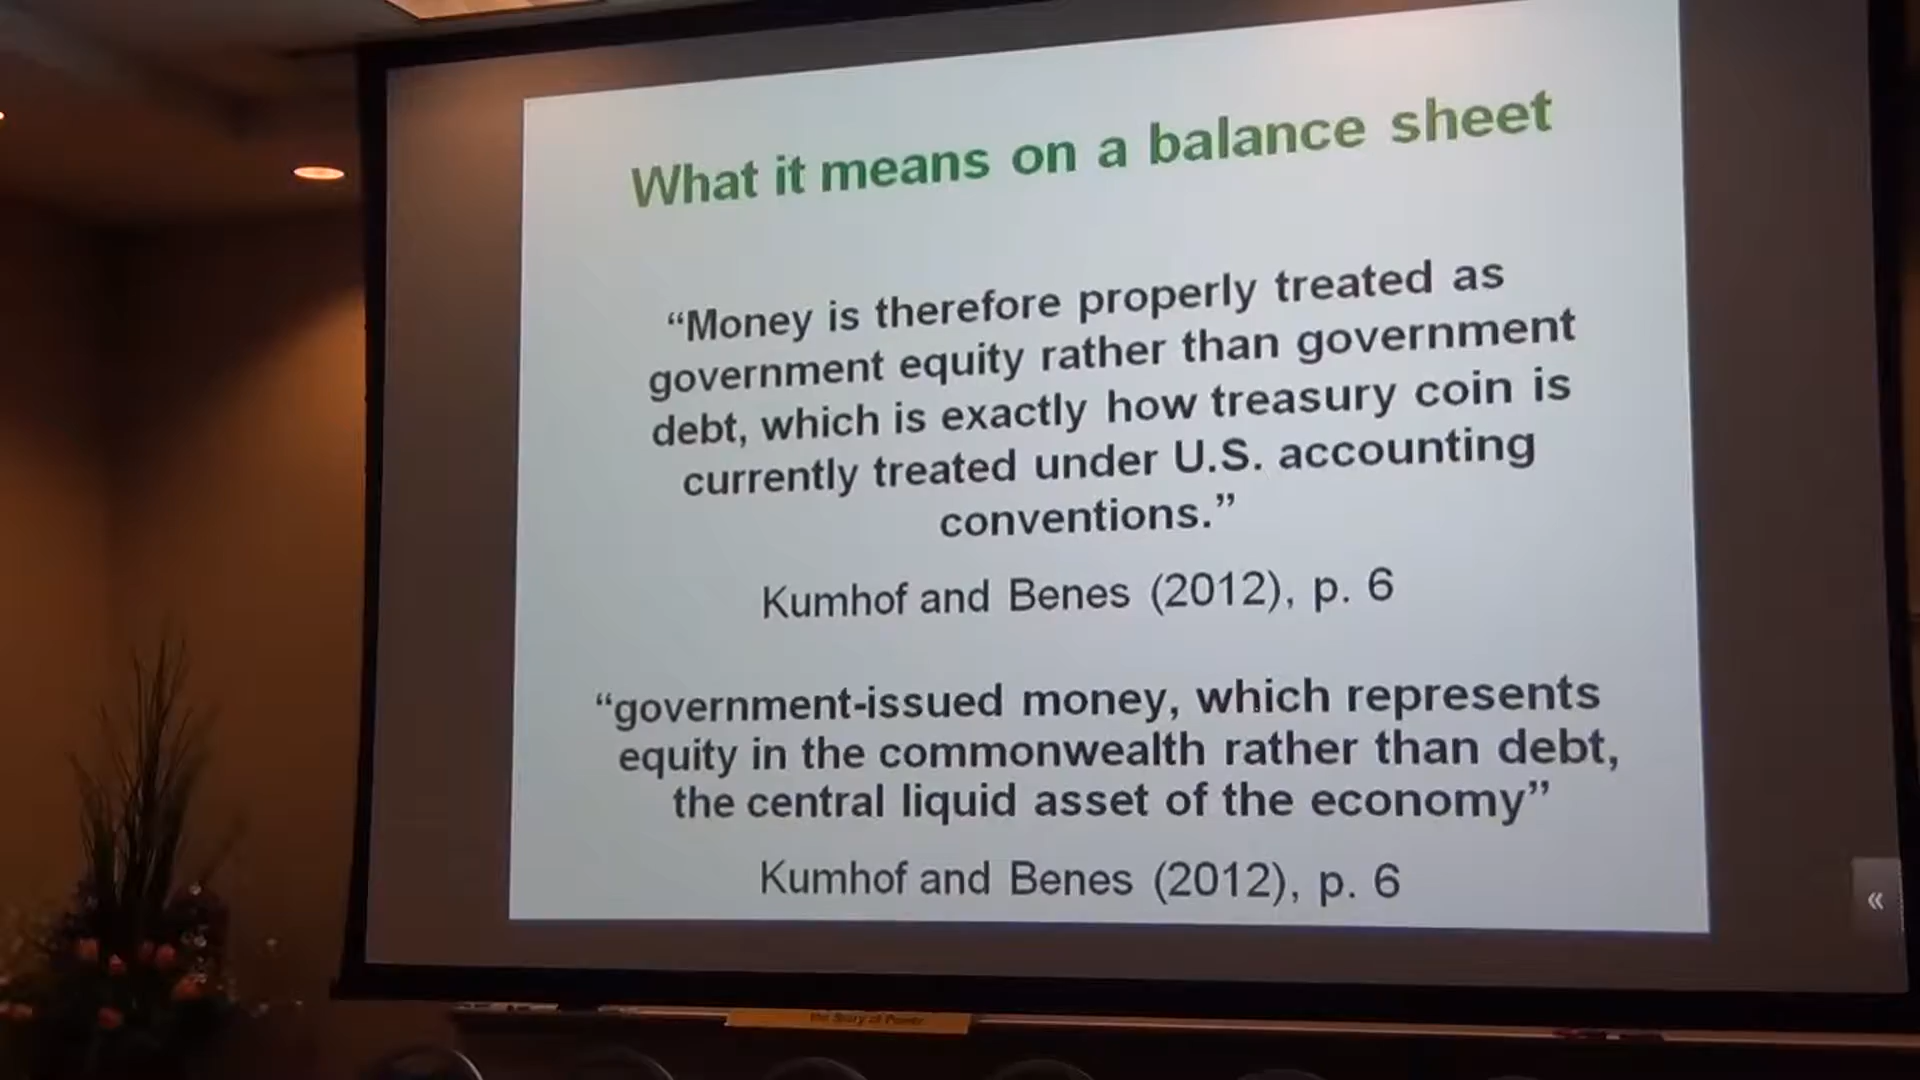 What it means on a balance sheet
“Money is therefore properly treated as
government equity rather than government
debt, which is exactly how treasury coin is
currently treated under U.S. accounting
conventions.”
Kumhof and Benes (2012), p. 6
“government-issued money, which represents
equity in the commonwealth rather than debt,
the central liquid asset of the economy”
Kumhof and Benes (2012), p. 6
«
the Story of